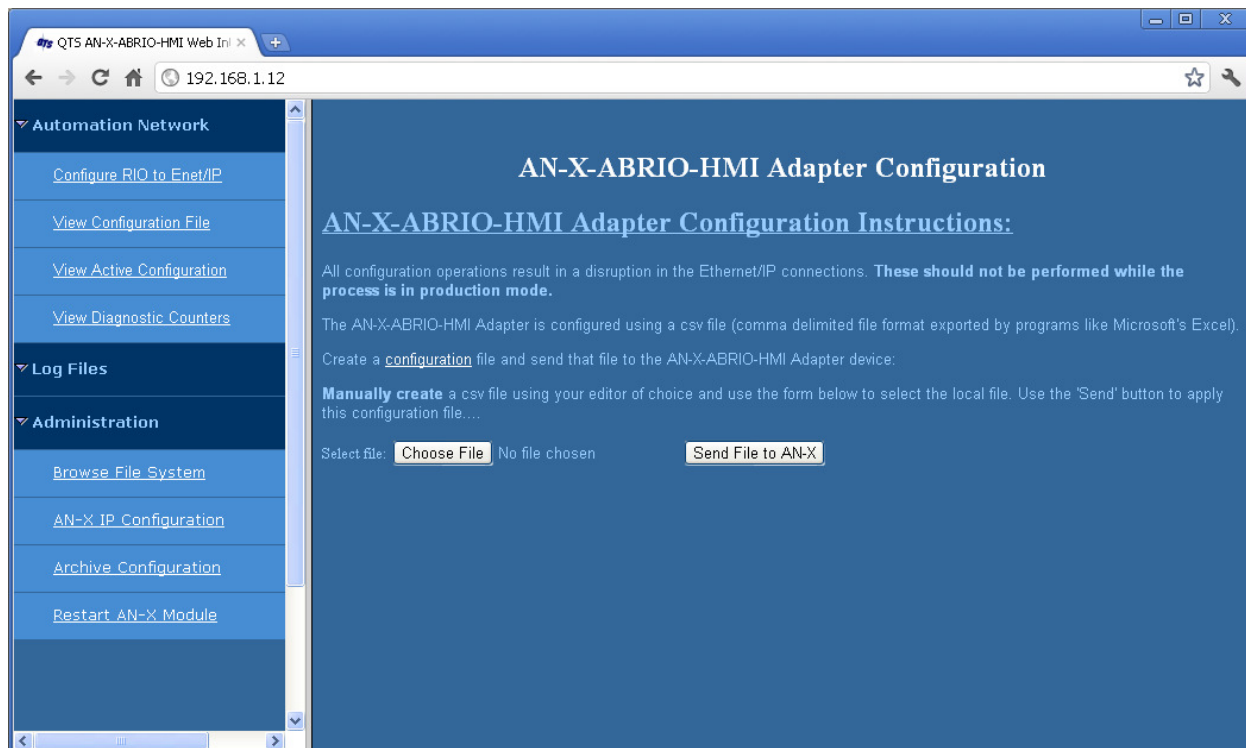 QTS AN-X-ABRIO-HMI Web In
192.168.1.12
Automation Network
Configure RIO to Enet/IP
View Configuration File
View Active Configuration
View Diagnostic Counters
Log Files
Administration
Browse File System
AN-X IP Configuration
Archive Configuration
Restart AN-X Module
AN-X-ABRIO-HMI Adapter Configuration
AN-X-ABRIO-HMI Adapter Configuration Instructions:
All configuration operations result in a disruption in the Ethernet/IP connections. These should not be performed while the
process is in production mode.
The AN-X-ABRIO-HMI Adapter is configured using a csv file (comma delimited file format exported by programs like Microsoft's Excel).
Create a configuration file and send that file to the AN-X-ABRIO-HMI Adapter device:
Manually create a csv file using your editor of choice and use the form below to select the local file. Use the 'Send' button to apply
this configuration file....
Select file: Choose File No file chosen Send File to AN-X